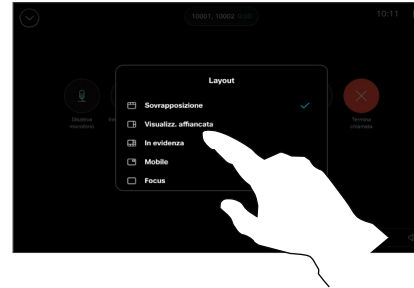 10001, 10002
10:11
Layout
Sovrapposizione
Visualizz. affiancata
In evidenza
Mobile
Focus
Disattiva
microfono
Termina
chiamata